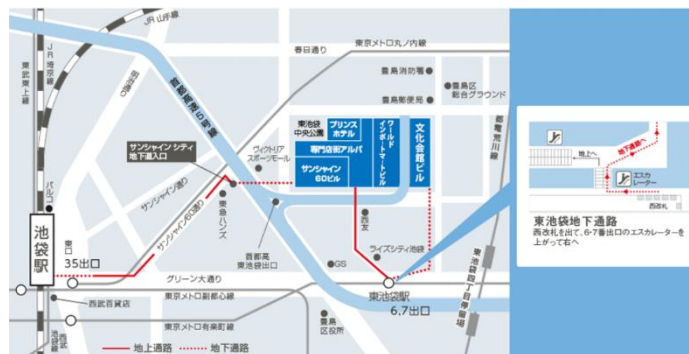 JR 山手線
JR 埼京線
東武東上線
明治通り
首都高速5号線
春日通り
東京メトロ丸ノ内線
豊島消防署
豊島区
総合グラウンド
豊島郵便局
都電荒川線
東池袋
中央公園
プリンス
ホテル
ワールド
インポートマートビル
文化会館ビル
専門店街アルパ
サンシャイン
60ビル
サンシャイン シティ
地下道入口
ヴィクトリア
スポーツモール
サンシャイン通り
サンシャイン60通り
東急ハンズ
パルコ
池袋駅
東口
35出口
首都高
東池袋出口
西友
ライズシティ池袋
GS
グリーン大通り
東池袋駅
6.7出口
東池袋四丁目停留場
西武百貨店
東京メトロ副都心線
東京メトロ有楽町線
豊島
区役所
西武
池袋線
地上通路
地下通路
地下通路へ
地上へ
エスカ
レーター
西改札
東池袋地下通路
西改札を出て、6・7番出口のエスカレーターを
上がって右へ